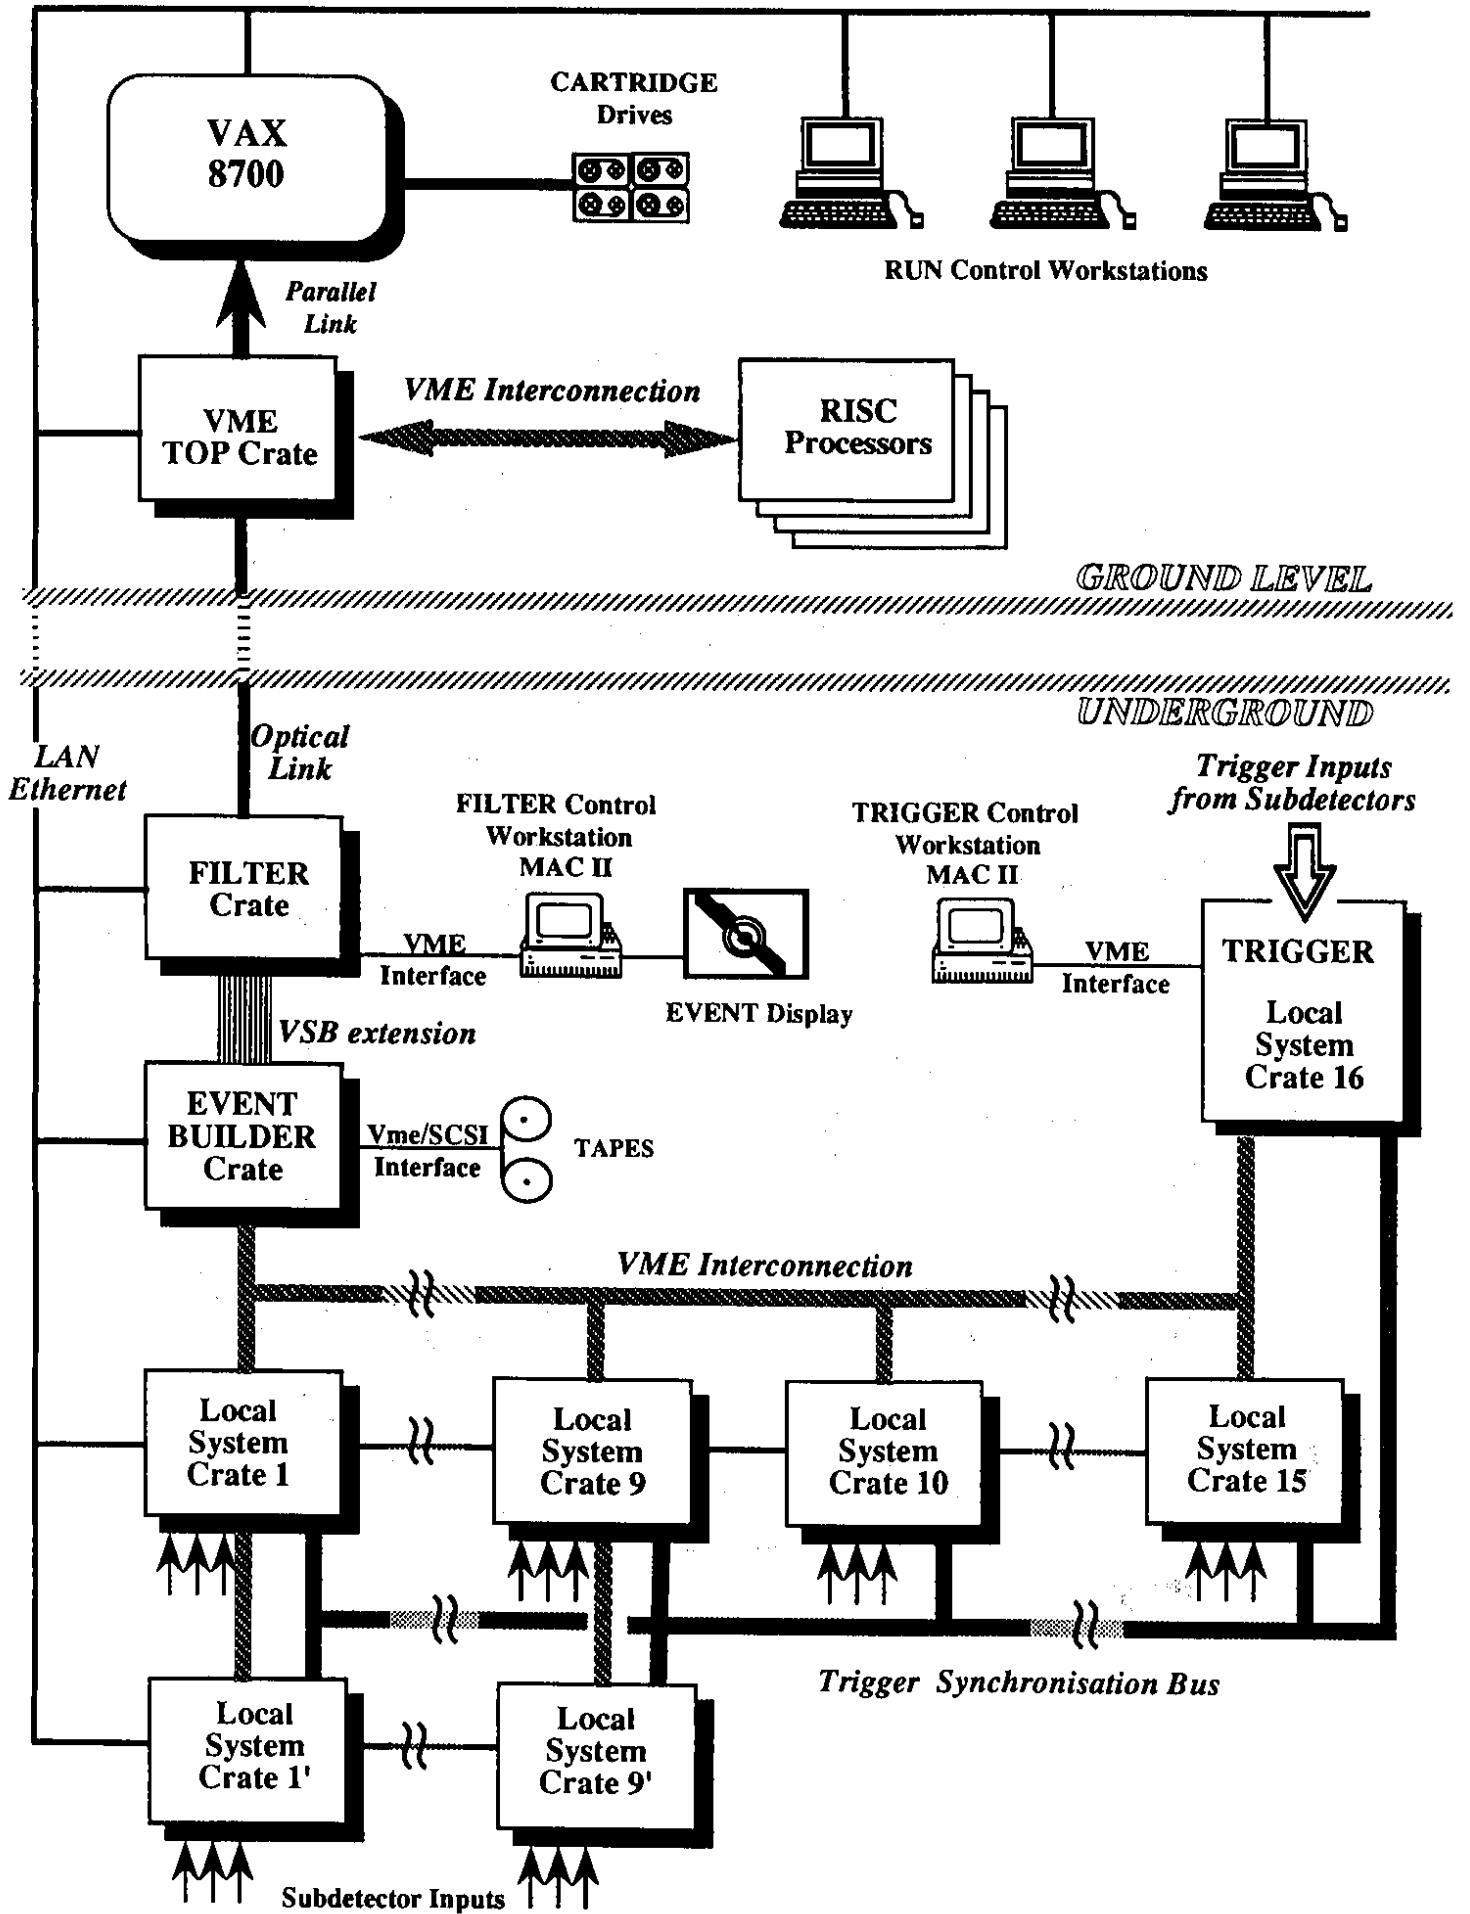 CARTRIDGE
Drives
VAX
8700
RUN Control Workstations
Parallel
Link
VME Interconnection
VME
TOP Crate
RISC
Processors
GROUND LEVEL
UNDERGROUND
LAN
Ethernet
Optical
Link
Trigger Inputs
from Subdetectors
FILTER Control
Workstation
MAC II
TRIGGER Control
Workstation
MAC II
FILTER
Crate
VME
Interface
EVENT Display
VME
Interface
TRIGGER
Local
System
Crate 16
VSB extension
EVENT
BUILDER
Crate
Vme/SCSI
Interface
TAPES
VME Interconnection
Local
System
Crate 1
Local
System
Crate 9
Local
System
Crate 10
Local
System
Crate 15
Trigger Synchronisation Bus
Local
System
Crate 1'
Local
System
Crate 9'
Subdetector Inputs